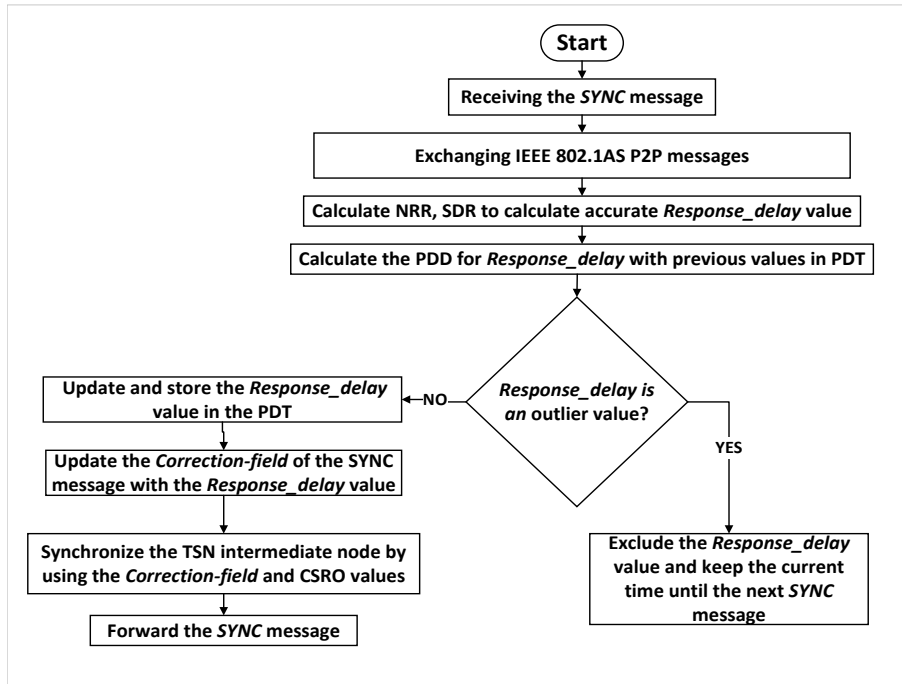 Start
Receiving the SYNC message
Exchanging IEEE 802.1AS P2P messages
Calculate NRR, SDR to calculate accurate Response_delay value
Calculate the PDD for Response_delay with previous values in PDT
Response_delay is
an outlier value?
NO
Update and store the Response_delay
value in the PDT
Update the Correction-field of the SYNC
message with the Response_delay value
Synchronize the TSN intermediate node by
using the Correction-field and CSRO values
Forward the SYNC message
YES
Exclude the Response_delay
value and keep the current
time until the next SYNC
message